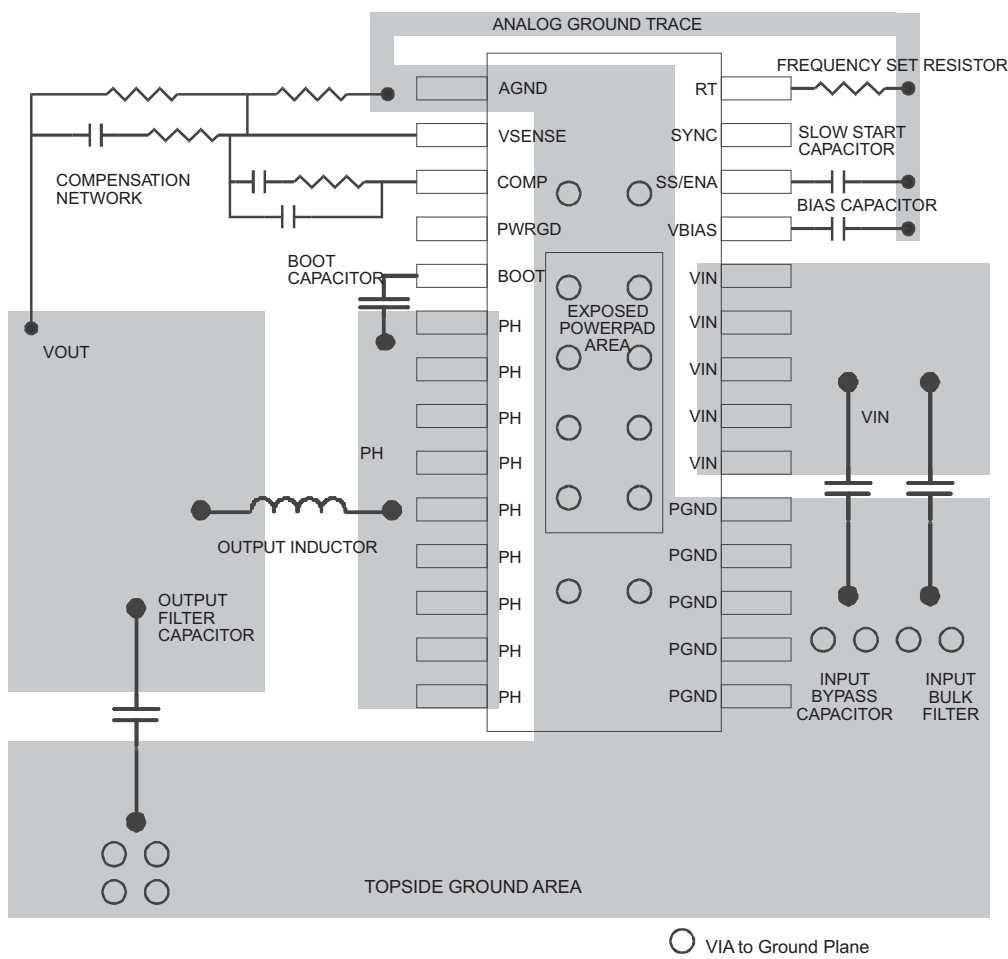 ANALOG GROUND TRACE
FREQUENCY SET RESISTOR
AGND
RT
VSENSE
SYNC
SLOW START
CAPACITOR
COMPENSATION
NETWORK
COMP
SS/ENA
BIAS CAPACITOR
PWRGD
VBIAS
BOOT
CAPACITOR
BOOT
VIN
EXPOSED
POWERPAD
AREA
PH
VIN
VOUT
PH
VIN
PH
VIN
VIN
PH
PH
VIN
PH
PGND
OUTPUT INDUCTOR
PH
PGND
OUTPUT
FILTER
CAPACITOR
PH
PGND
PH
PGND
INPUT
BYPASS
CAPACITOR
INPUT
BULK
FILTER
PH
PGND
TOPSIDE GROUND AREA
VIA to Ground Plane